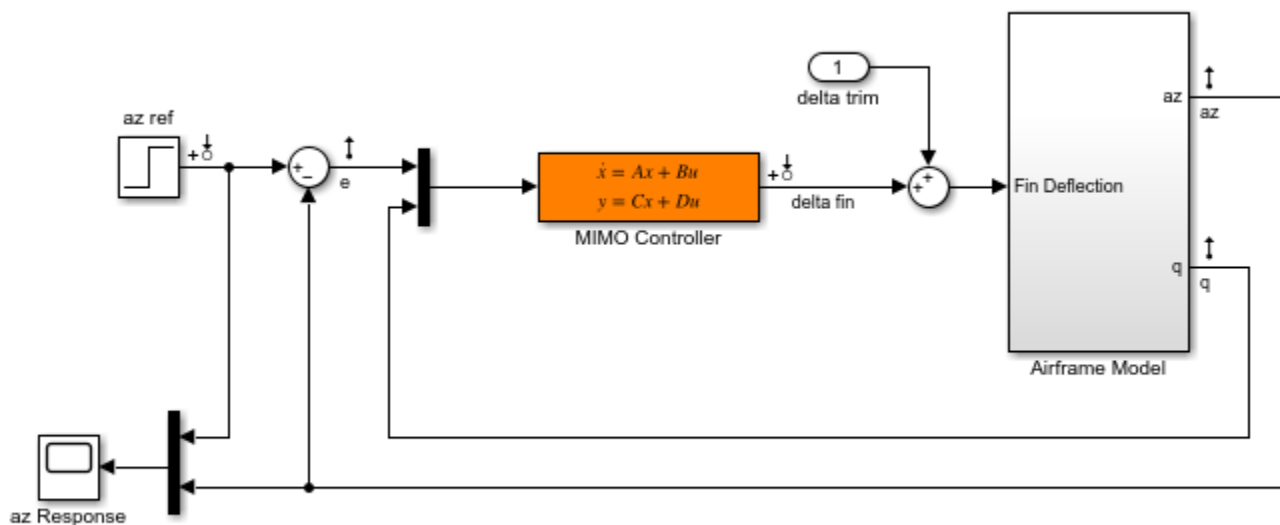 az ref
+
+
−
e
ẋ = Ax + Bu
y = Cx + Du
MIMO Controller
+
delta fin
1
delta trim
+
+
Fin Deflection
az
az
q
q
Airframe Model
az Response